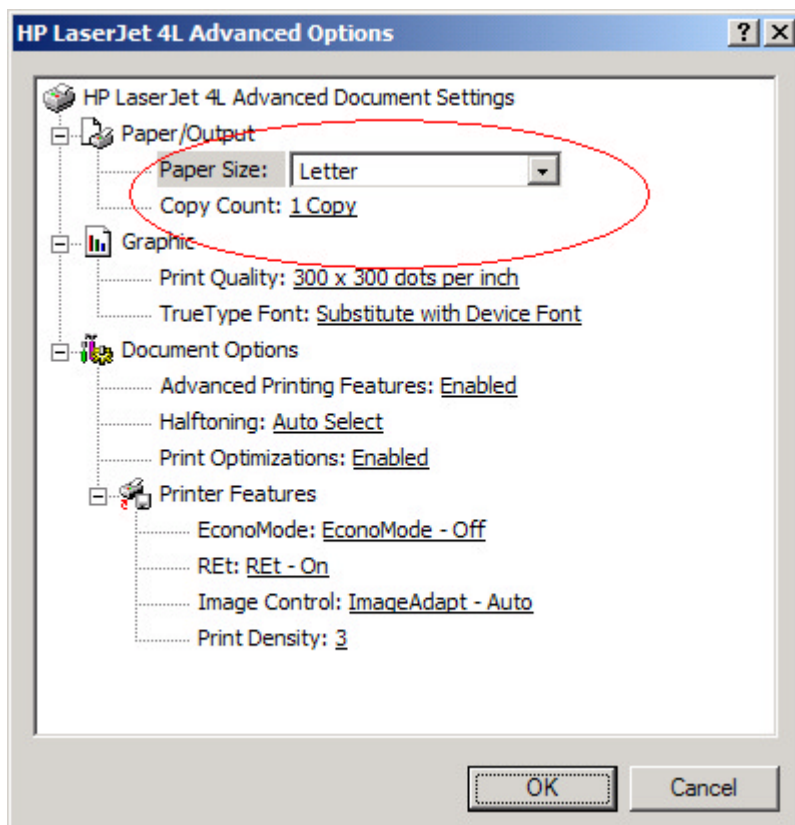 HP LaserJet 4L Advanced Options
HP LaserJet 4L Advanced Document Settings
Paper/Output
Paper Size: Letter
Copy Count: 1 Copy
Graphic
Print Quality: 300 x 300 dots per inch
TrueType Font: Substitute with Device Font
Document Options
Advanced Printing Features: Enabled
Halftoning: Auto Select
Print Optimizations: Enabled
Printer Features
EconoMode: EconoMode - Off
REt: REt - On
Image Control: ImageAdapt - Auto
Print Density: 3
OK Cancel